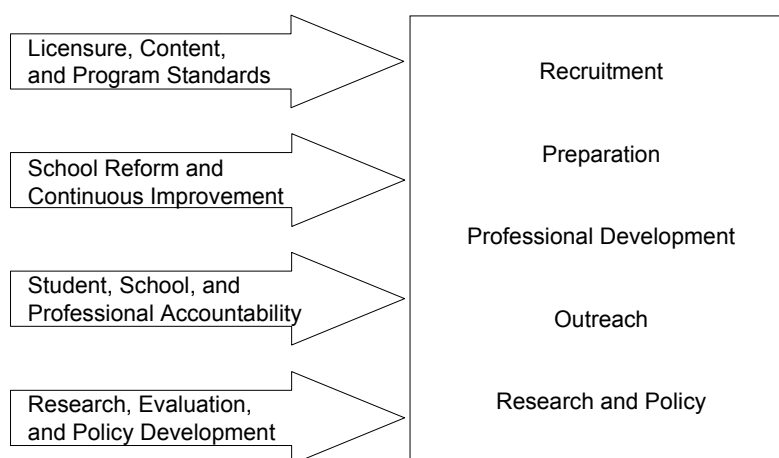 Licensure, Content,
and Program Standards
School Reform and
Continuous Improvement
Student, School, and
Professional Accountability
Research, Evaluation,
and Policy Development
Recruitment
Preparation
Professional Development
Outreach
Research and Policy